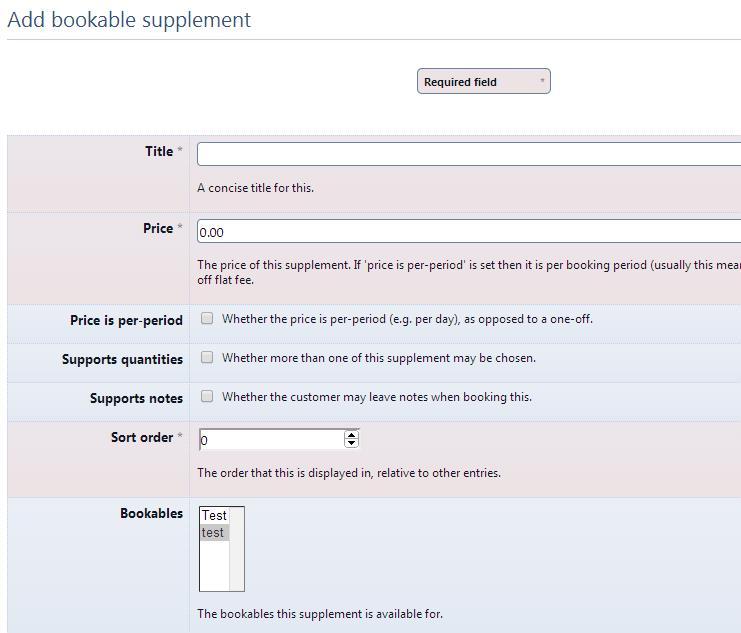 Add bookable supplement
Required field *
Title *
A concise title for this.
Price *
0.00
The price of this supplement. If 'price is per-period' is set then it is per booking period (usually this
off flat fee.
Price is per-period
Whether the price is per-period (e.g. per day), as opposed to a one-off.
Supports quantities
Whether more than one of this supplement may be chosen.
Supports notes
Whether the customer may leave notes when booking this.
Sort order *
0
The order that this is displayed in, relative to other entries.
Bookables
Test
test
The bookables this supplement is available for.